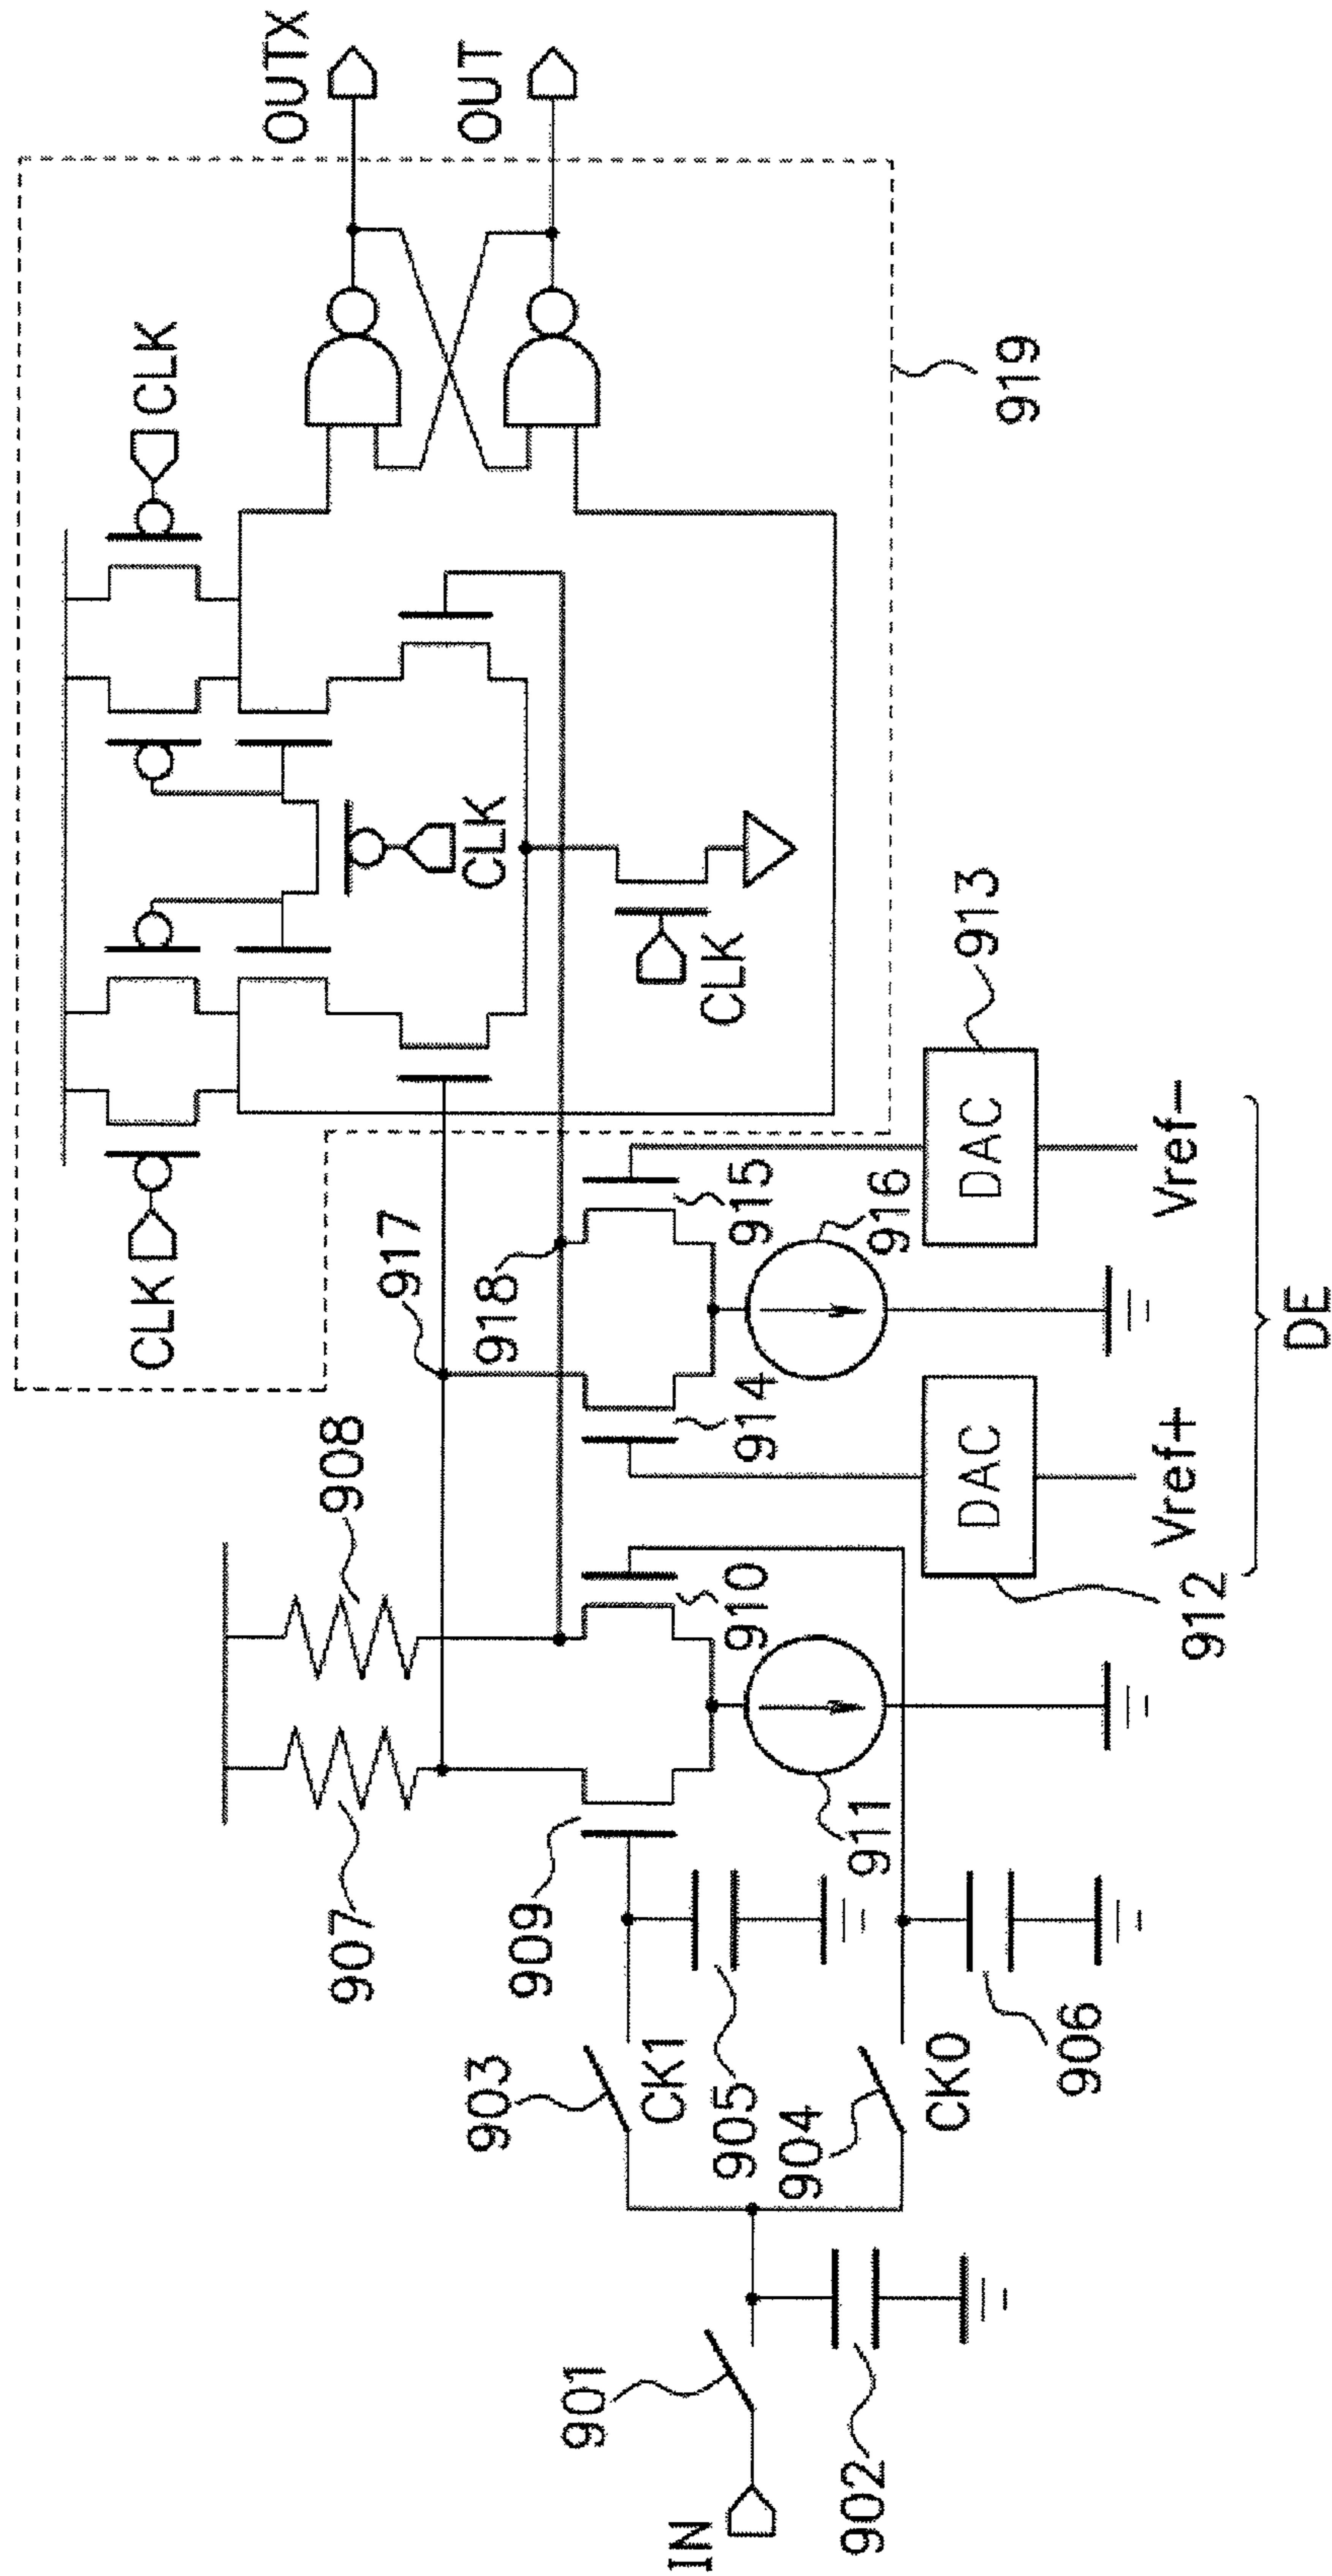 OUTX
OUT
CLK
CLK
CLK
CLK
919
917
918
908
907
909
910
911
914
915
916
DAC
913
DAC
912
Vref+
Vref-
DE
903
CK1
905
904
CK0
906
901
902
IN